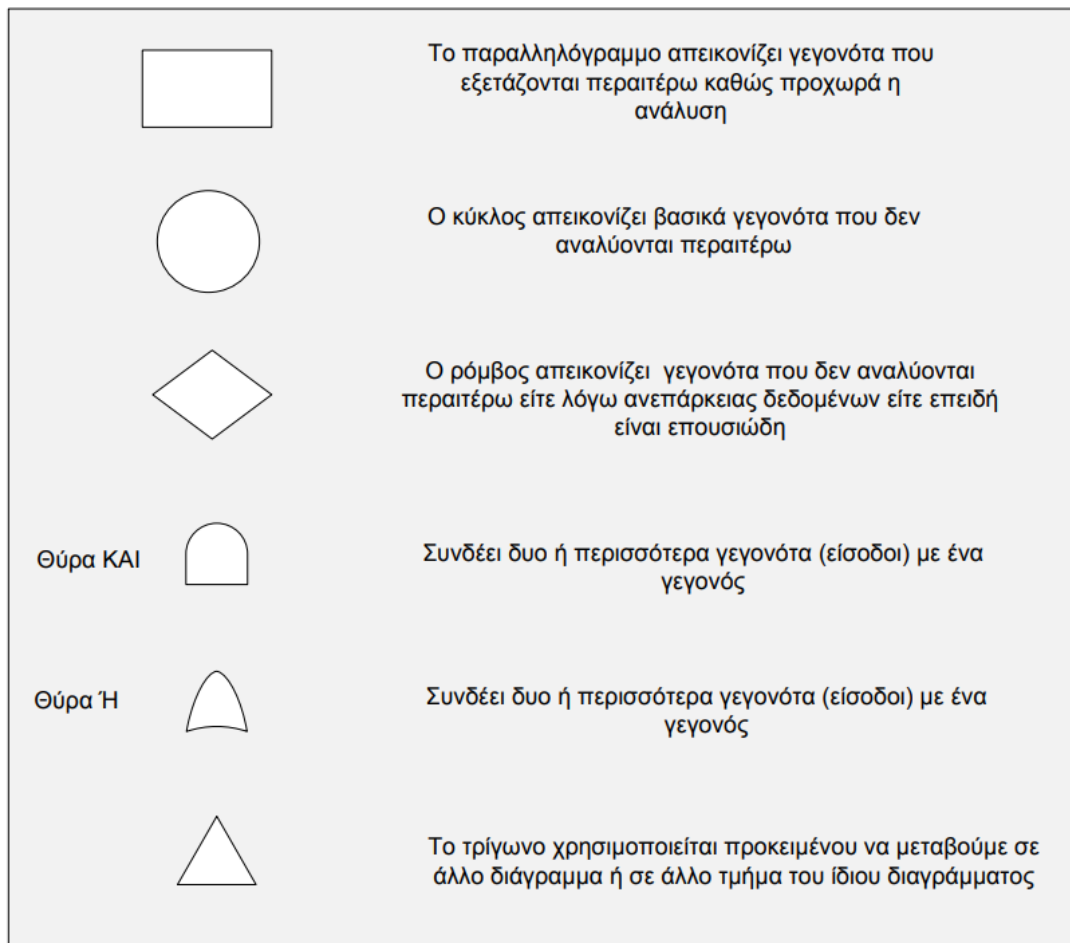 Το παραλληλόγραμμο απεικονίζει γεγονότα που
εξετάζονται περαιτέρω καθώς προχωρά η
ανάλυση
Ο κύκλος απεικονίζει βασικά γεγονότα που δεν
αναλύονται περαιτέρω
Ο ρόμβος απεικονίζει γεγονότα που δεν αναλύονται
περαιτέρω είτε λόγω ανεπάρκειας δεδομένων είτε επειδή
είναι επουσιώδη
Θύρα ΚΑΙ
Συνδέει δυο ή περισσότερα γεγονότα (είσοδοι) με ένα
γεγονός
Θύρα Ή
Συνδέει δυο ή περισσότερα γεγονότα (είσοδοι) με ένα
γεγονός
Το τρίγωνο χρησιμοποιείται προκειμένου να μεταβούμε σε
άλλο διάγραμμα ή σε άλλο τμήμα του ίδιου διαγράμματος